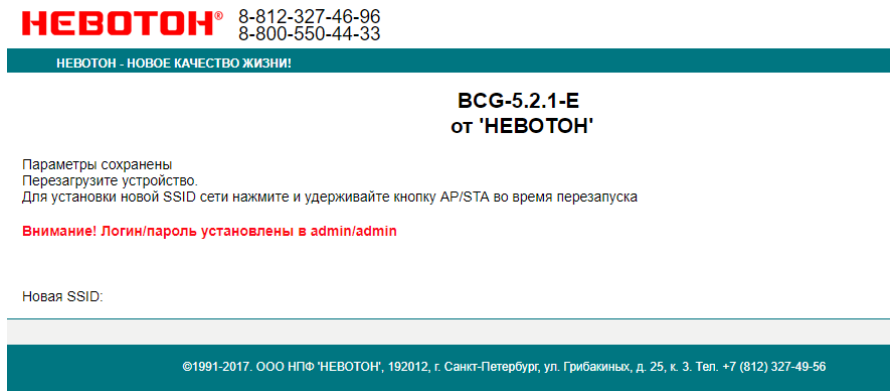 НЕВОТОН® 8-812-327-46-96
8-800-550-44-33
НЕВОТОН - НОВОЕ КАЧЕСТВО ЖИЗНИ!
BCG-5.2.1-E
от 'НЕВОТОН'
Параметры сохранены
Перезагрузите устройство.
Для установки новой SSID сети нажмите и удерживайте кнопку AP/STA во время перезапуска
Внимание! Логин/пароль установлены в admin/admin
Новая SSID:
©1991-2017. ООО НПФ 'НЕВОТОН', 192012, г. Санкт-Петербург, ул. Грибакиных, д. 25, к. 3. Тел. +7 (812) 327-49-56